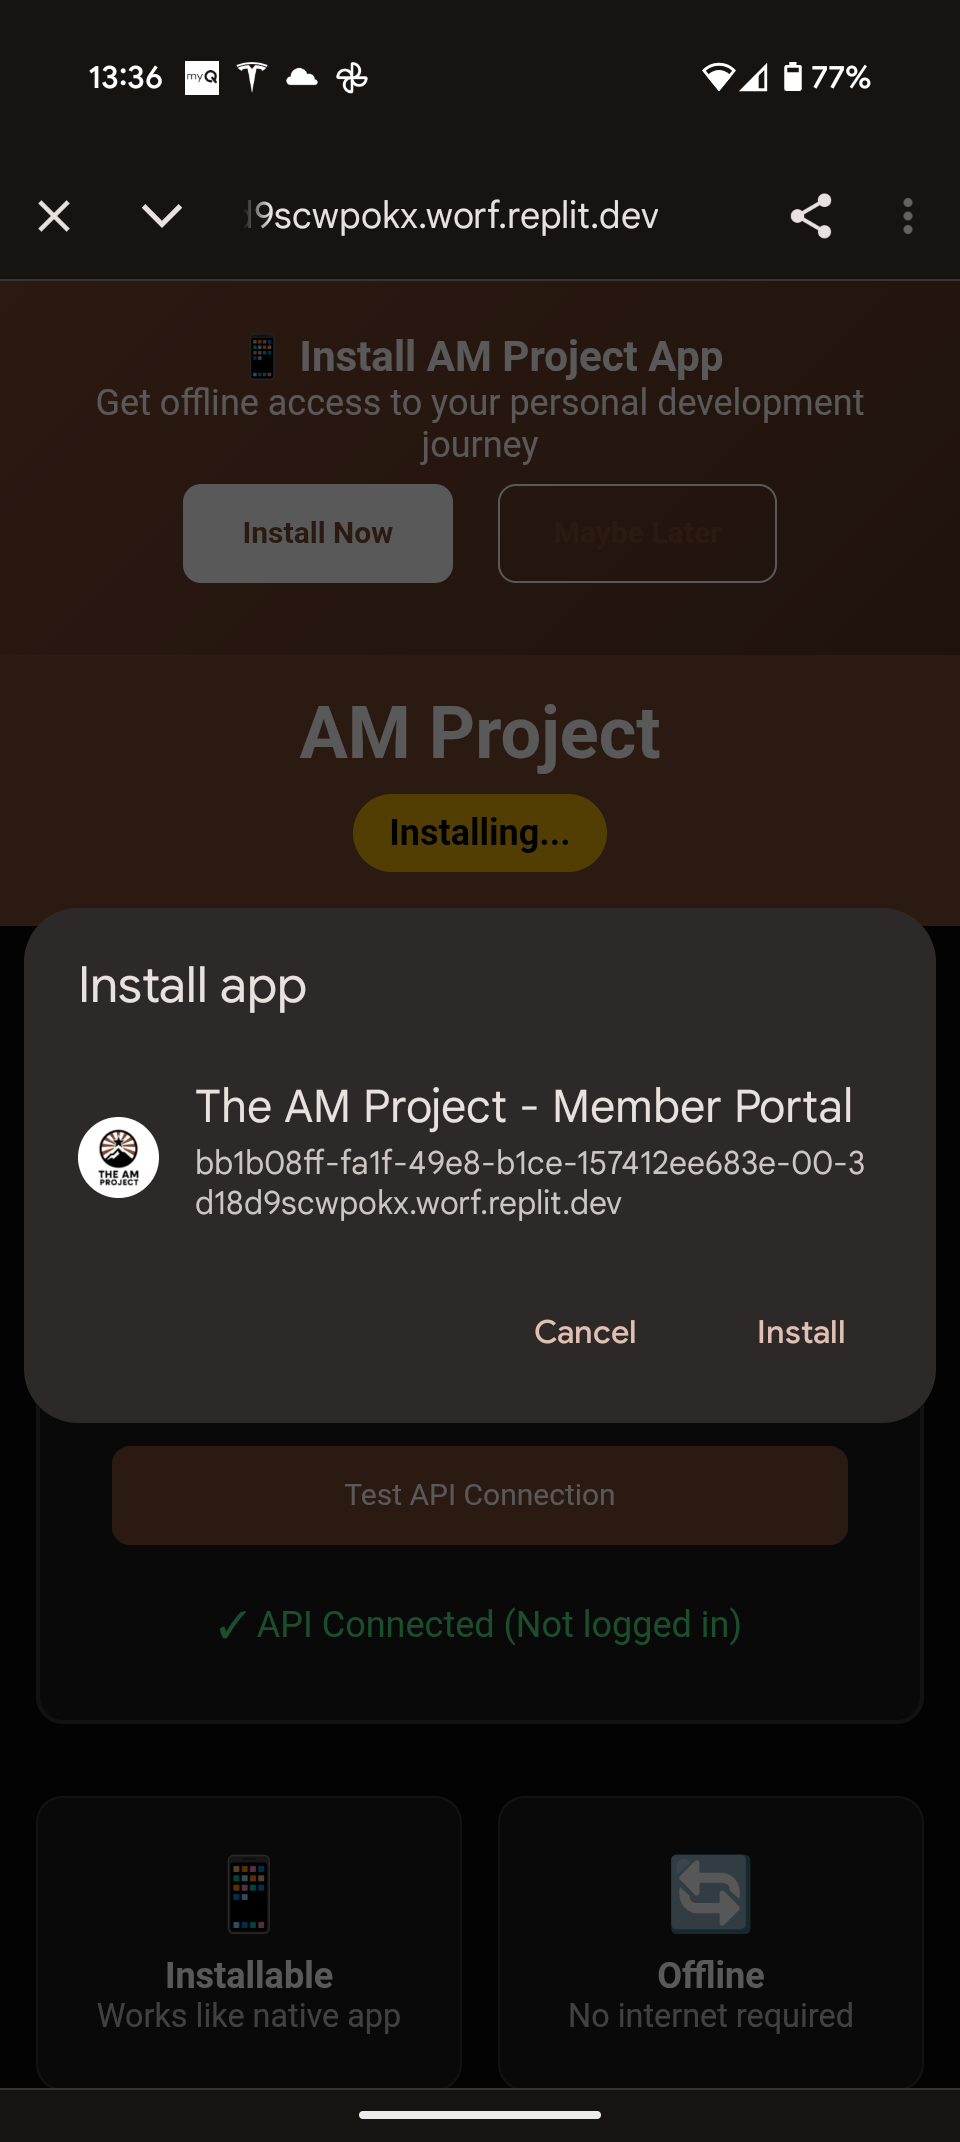 13:36 myQ 77%
d9scwpokx.worf.replit.dev
Install AM Project App
Get offline access to your personal development
journey
Install Now
Maybe Later
AM Project
Installing...
Install app
The AM Project - Member Portal
THE AM
PROJECT
bb1b08ff-fa1f-49e8-b1ce-157412ee683e-00-3
d18d9scwpokx.worf.replit.dev
Cancel
Install
Test API Connection
✓ API Connected (Not logged in)
Installable
Works like native app
Offline
No internet required